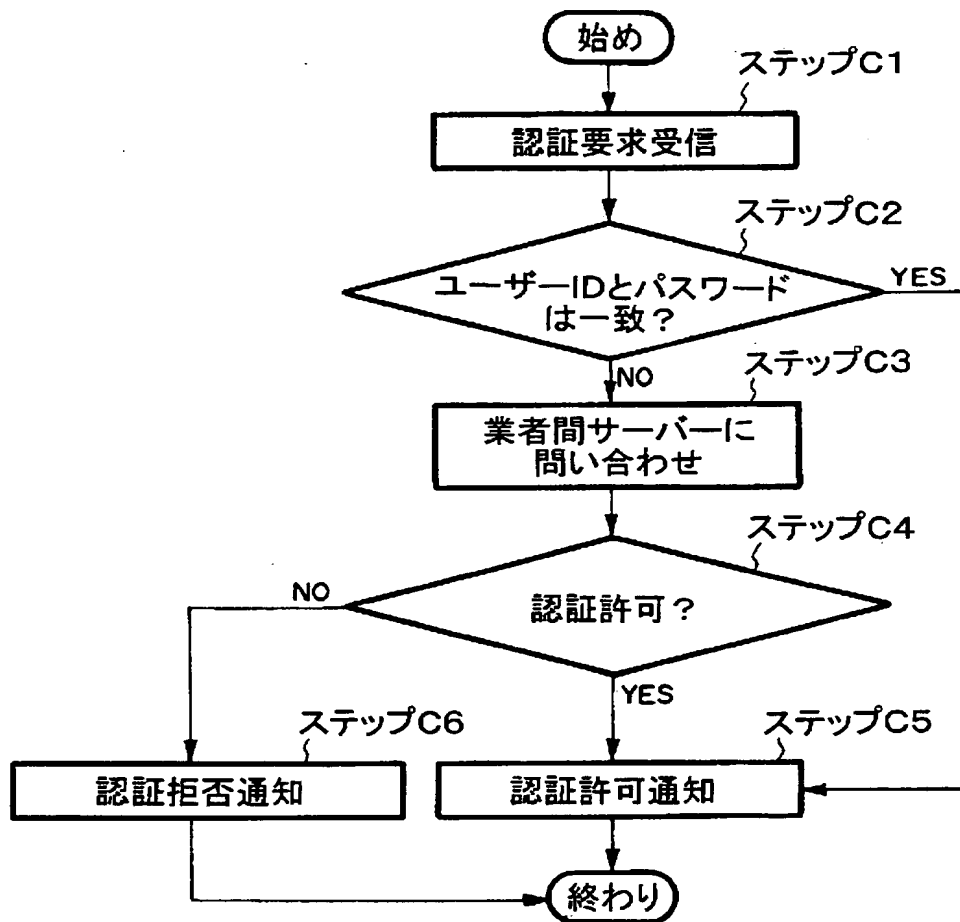 始め
ステップC1
認証要求受信
ステップC2
ユーザーIDとパスワード
は一致?
YES
NO
ステップC3
業者間サーバーに
問い合わせ
ステップC4
認証許可?
NO
YES
ステップC6
認証拒否通知
ステップC5
認証許可通知
終わり